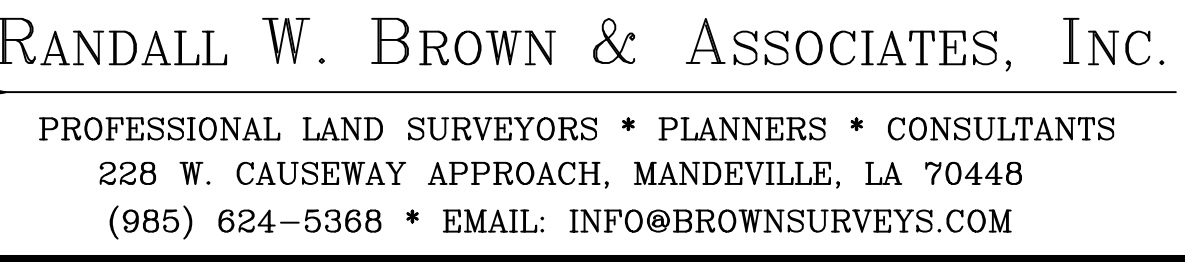 RANDALL W. BROWN & ASSOCIATES, INC.
PROFESSIONAL LAND SURVEYORS * PLANNERS * CONSULTANTS
228 W. CAUSEWAY APPROACH, MANDEVILLE, LA 70448
(985) 624-5368 * EMAIL: INFO@BROWNSURVEYS.COM